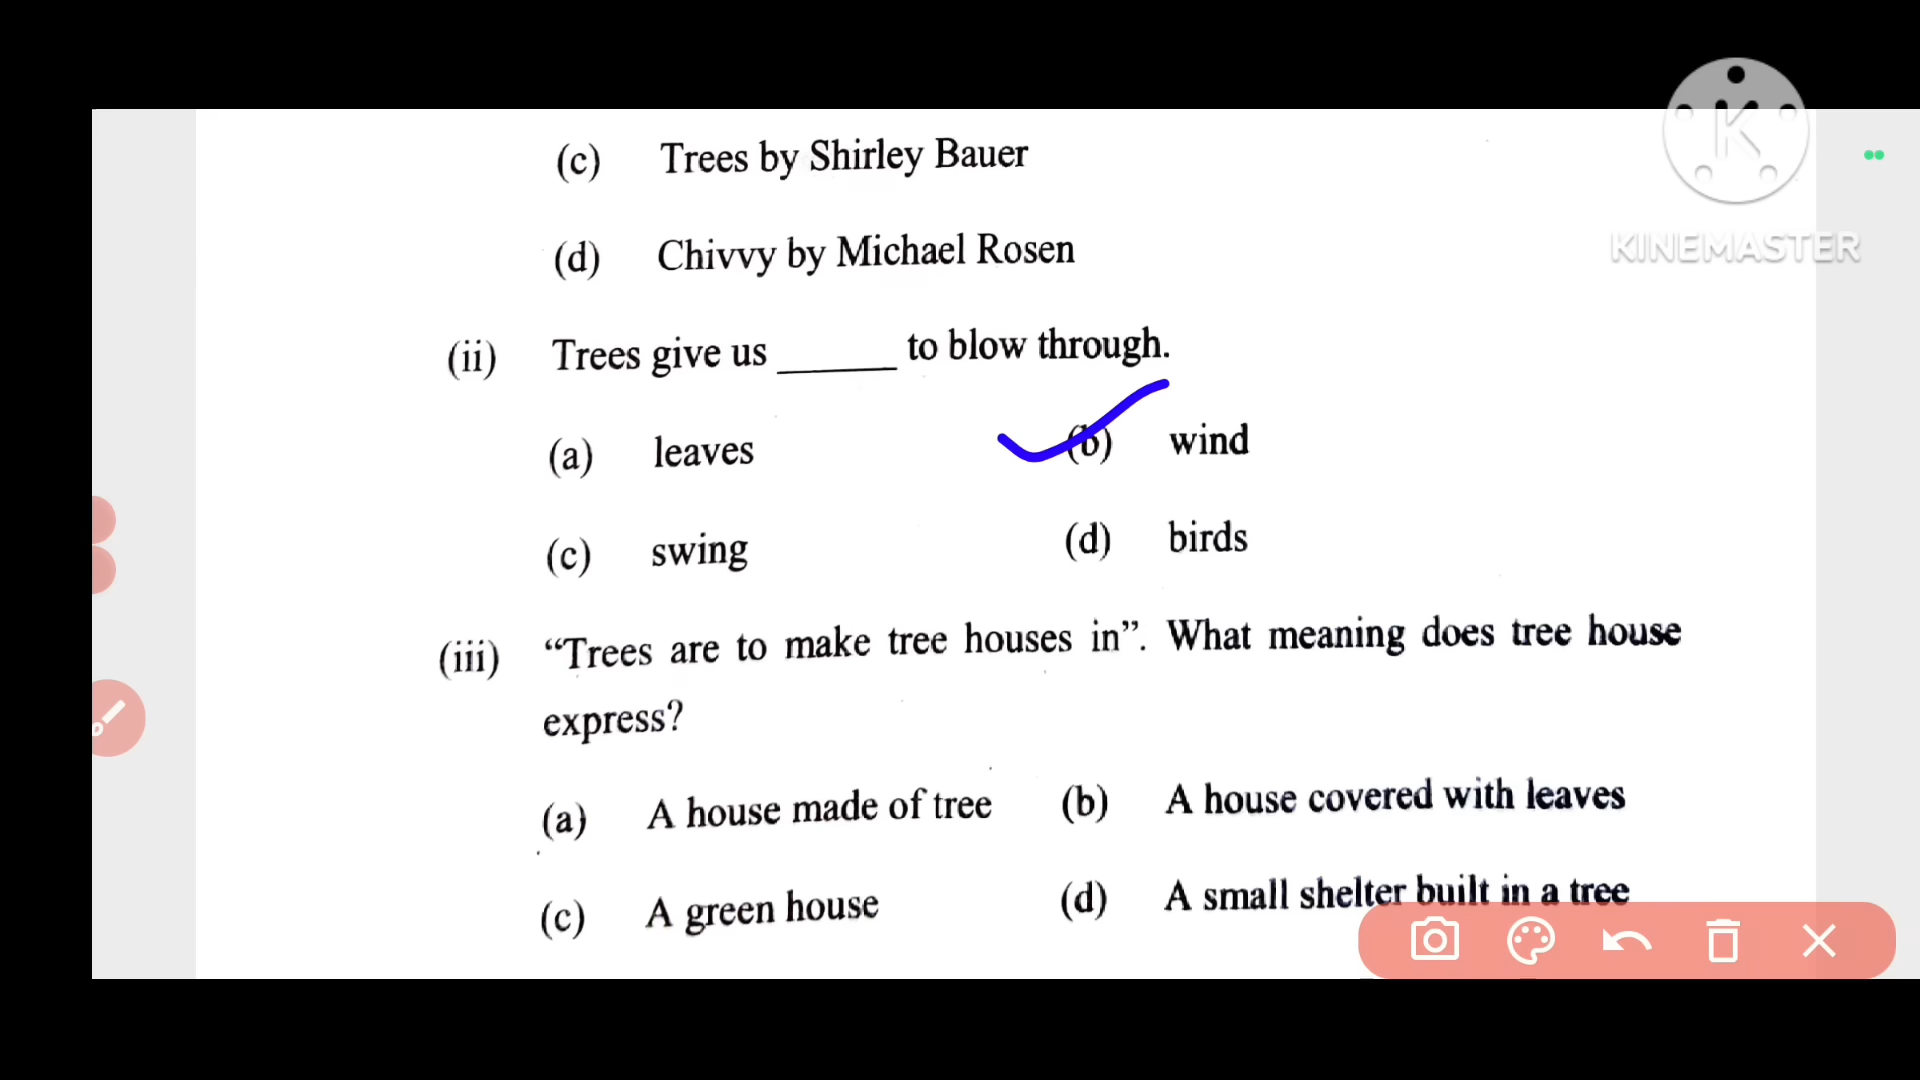 (c) Trees by Shirley Bauer
KINEMASTER
(d) Chivvy by Michael Rosen
(ii) Trees give us ______ to blow through.
(a) leaves (b) wind
(c) swing (d) birds
(iii) “Trees are to make tree houses in”. What meaning does tree house
express?
(a) A house made of tree (b) A house covered with leaves
(c) A green house (d) A small shelter built in a tree